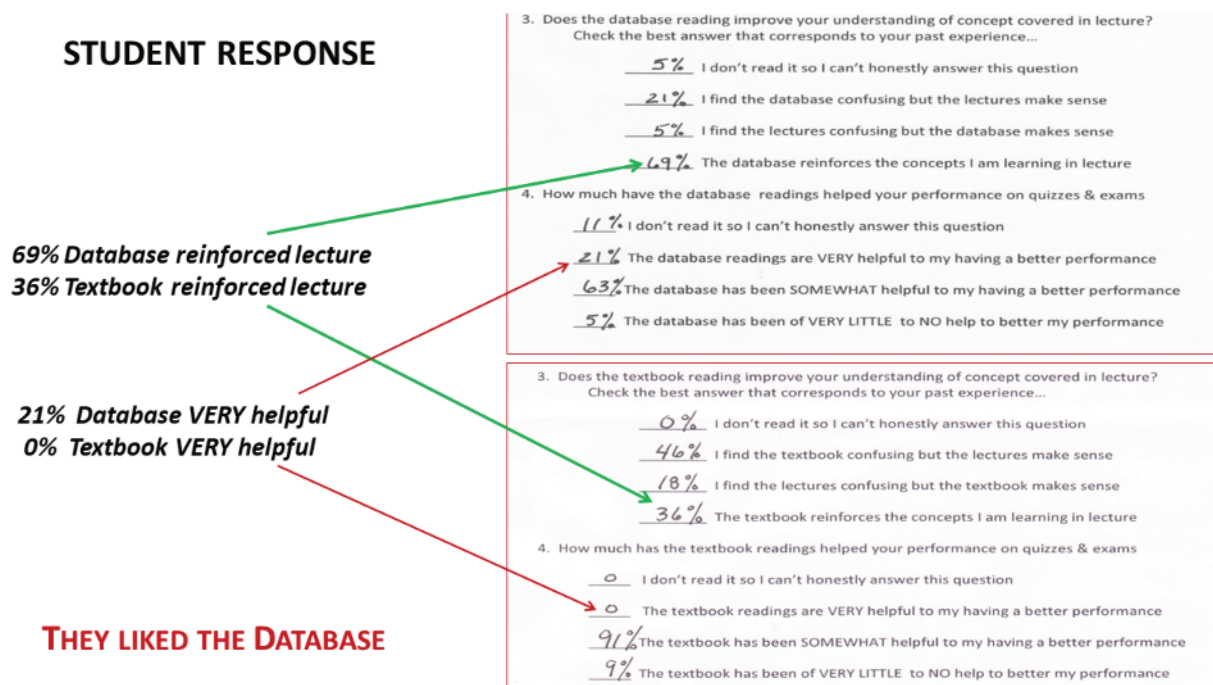 STUDENT RESPONSE
69% Database reinforced lecture
36% Textbook reinforced lecture
21% Database VERY helpful
0% Textbook VERY helpful
THEY LIKED THE DATABASE
3. Does the database reading improve your understanding of concept covered in lecture?
Check the best answer that corresponds to your past experience...
5% I don't read it so I can't honestly answer this question
21% I find the database confusing but the lectures make sense
5% I find the lectures confusing but the database makes sense
69% The database reinforces the concepts I am learning in lecture
4. How much have the database readings helped your performance on quizzes & exams
11% I don't read it so I can't honestly answer this question
21% The database readings are VERY helpful to my having a better performance
63% The database has been SOMEWHAT helpful to my having a better performance
5% The database has been of VERY LITTLE to NO help to better my performance
3. Does the textbook reading improve your understanding of concept covered in lecture?
Check the best answer that corresponds to your past experience...
0% I don't read it so I can't honestly answer this question
46% I find the textbook confusing but the lectures make sense
18% I find the lectures confusing but the textbook makes sense
36% The textbook reinforces the concepts I am learning in lecture
4. How much has the textbook readings helped your performance on quizzes & exams
0 I don't read it so I can't honestly answer this question
0 The textbook readings are VERY helpful to my having a better performance
91% The textbook has been SOMEWHAT helpful to my having a better performance
9% The textbook has been of VERY LITTLE to NO help to better my performance